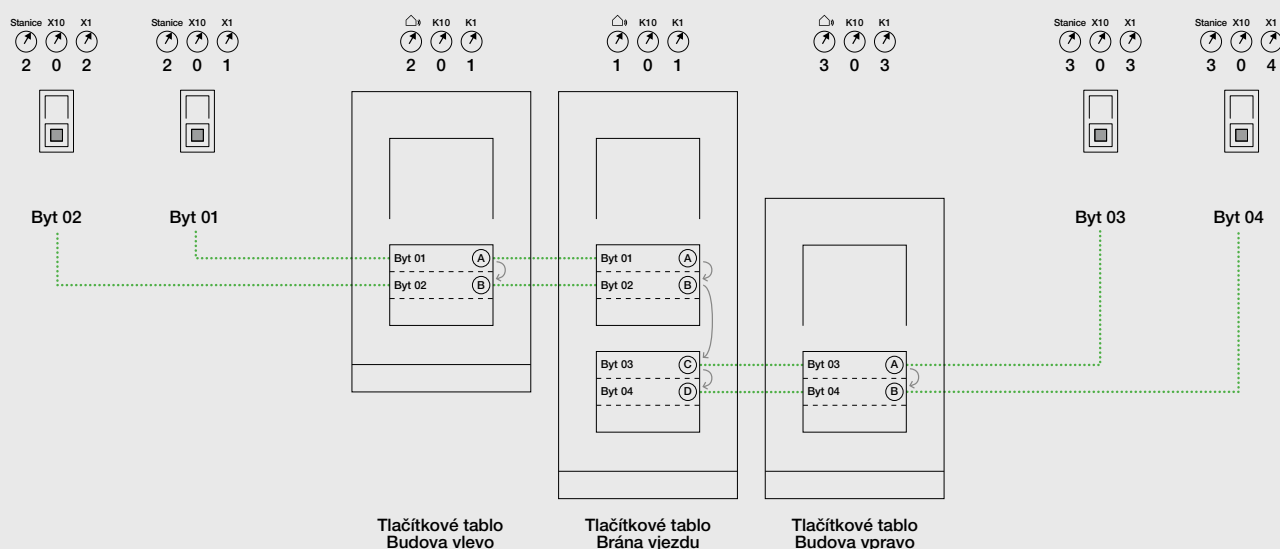 Stanice X10 X1
2 0 2
Stanice X10 X1
2 0 1
K10 K1
2 0 1
K10 K1
1 0 1
K10 K1
3 0 3
Stanice X10 X1
3 0 3
Stanice X10 X1
3 0 4
Byt 02
Byt 01
Byt 03
Byt 04
Byt 01 A
Byt 02 B
Byt 01 A
Byt 02 B
Byt 03 C
Byt 04 D
Byt 03 A
Byt 04 B
Tlačítkové tablo
Budova vlevo
Tlačítkové tablo
Brána vjezdu
Tlačítkové tablo
Budova vpravo